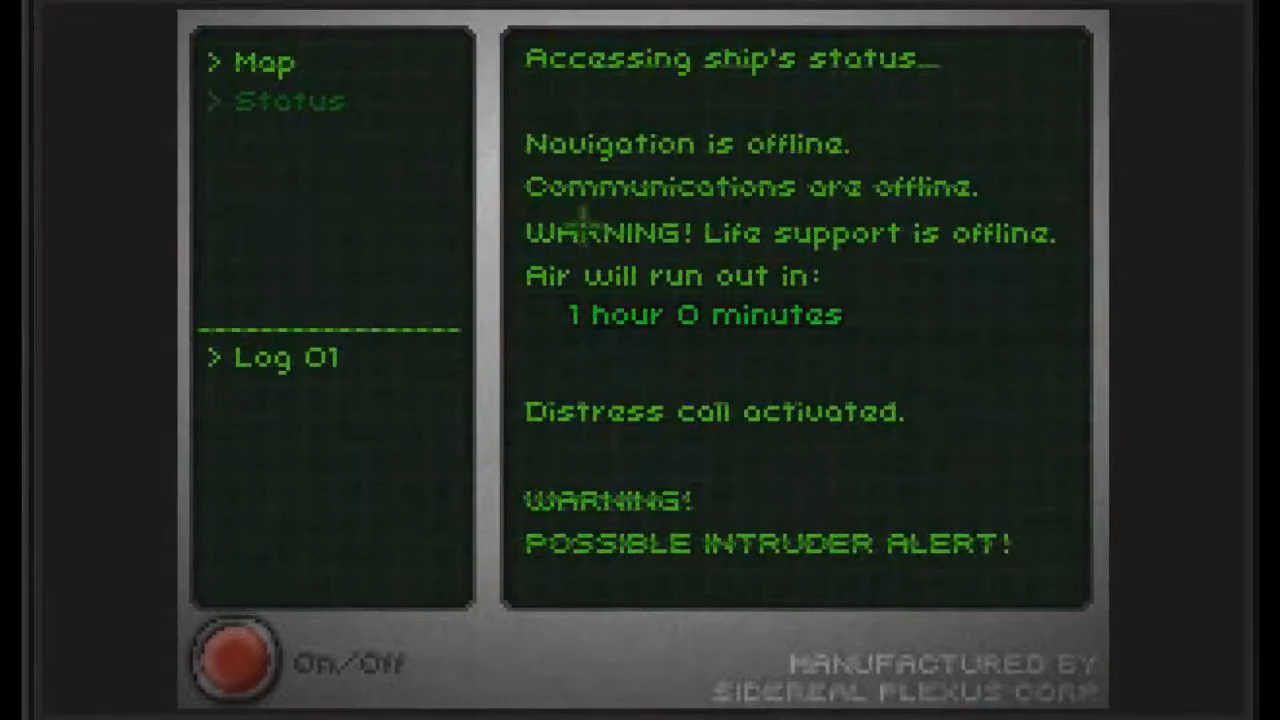 > Map
> Status
> Log 01
Accessing ship's status...
Navigation is offline.
Communications are offline.
WARNING! Life support is offline.
Air will run out in:
1 hour 0 minutes
Distress call activated.
WARNING!
POSSIBLE INTRUDER ALERT!
On/Off
MANUFACTURED BY
SIDEREAL PLEXUS CORP